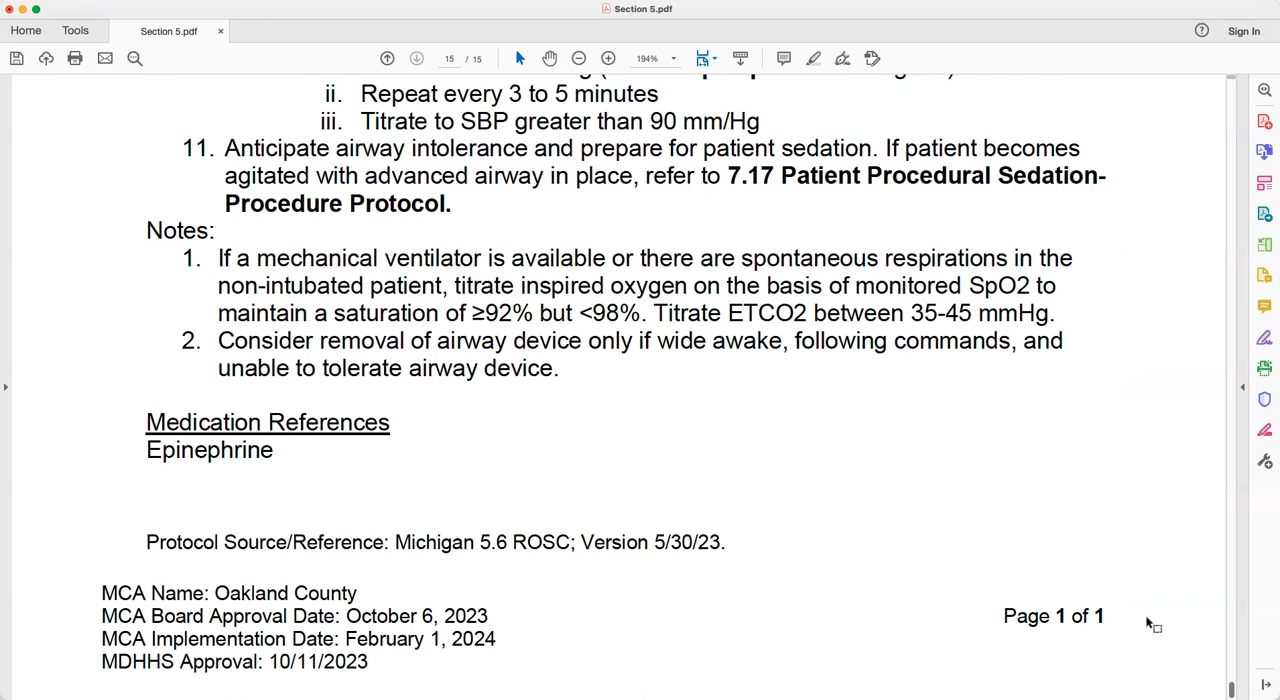 Section 5.pdf
Home Tools Section 5.pdf × Sign In
15 / 15 194%
ii. Repeat every 3 to 5 minutes
iii. Titrate to SBP greater than 90 mm/Hg
11. Anticipate airway intolerance and prepare for patient sedation. If patient becomes
agitated with advanced airway in place, refer to 7.17 Patient Procedural Sedation-
Procedure Protocol.
Notes:
1. If a mechanical ventilator is available or there are spontaneous respirations in the
non-intubated patient, titrate inspired oxygen on the basis of monitored SpO2 to
maintain a saturation of ≥92% but <98%. Titrate ETCO2 between 35-45 mmHg.
2. Consider removal of airway device only if wide awake, following commands, and
unable to tolerate airway device.
Medication References
Epinephrine
Protocol Source/Reference: Michigan 5.6 ROSC; Version 5/30/23.
MCA Name: Oakland County
MCA Board Approval Date: October 6, 2023
Page 1 of 1
MCA Implementation Date: February 1, 2024
MDHHS Approval: 10/11/2023